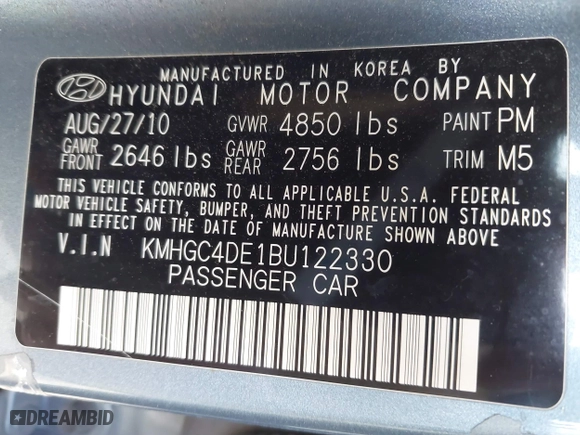 MANUFACTURED IN KOREA BY
HYUNDAI MOTOR COMPANY
AUG/27/10 GVWR 4850 lbs PAINT PM
GAWR FRONT 2646 lbs GAWR REAR 2756 lbs TRIM M5
THIS VEHICLE CONFORMS TO ALL APPLICABLE U.S.A. FEDERAL
MOTOR VEHICLE SAFETY, BUMPER, AND THEFT PREVENTION STANDARDS
IN EFFECT ON THE DATE OF MANUFACTURE SHOWN ABOVE
V.I.N KMHGC4DE1BU122330
PASSENGER CAR
DREAMBID